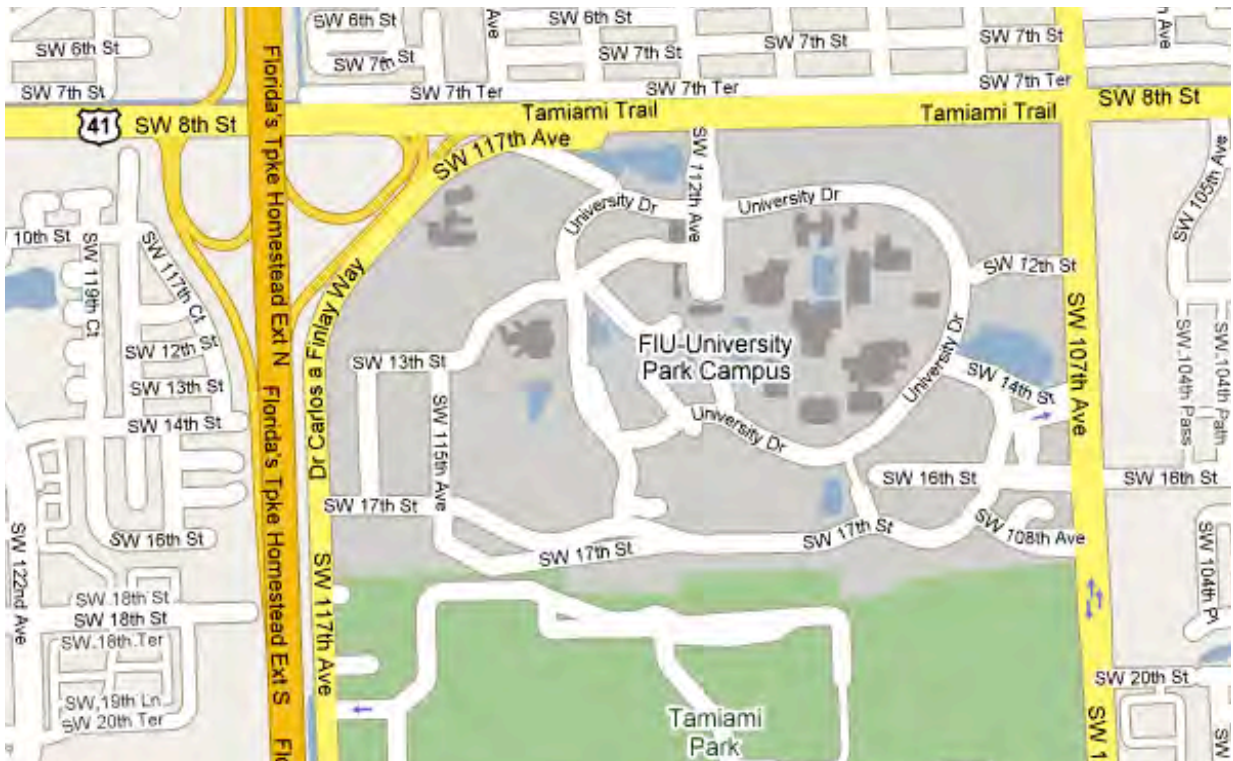 SW 6th St
SW 6th St
Ave
SW 6th St
SW 7th St
SW 7th St
SW 7th St
Ave
SW 7th St
SW 7th Ter
SW 7th Ter
SW 7th Ter
41
SW 8th St
Tamiami Trail
Tamiami Trail
SW 8th St
Florida's Tpke Homestead Ext N
SW 117th Ave
SW 112th Ave
SW 105th Ave
University Dr
University Dr
10th St
SW 119th Ct
SW 117th Ct
SW 12th St
SW 12th St
Dr Carlos a Finlay Way
SW 13th St
SW 13th St
FIU-University
Park Campus
University Dr
SW 107th Ave
SW 1
SW 14th St
SW 14th St
SW 104th Pass
SW 104th Path
SW 115th Ave
University Dr
SW 16th St
SW 16th St
SW 17th St
SW 16th St
SW 17th St
SW 17th St
SW 108th Ave
Florida's Tpke Homestead Ext S
SW 122nd Ave
SW 117th Ave
SW 18th St
SW 18th St
SW 18th Ter
SW 19th Ln
SW 20th Ter
SW 104th Pl
SW 20th St
Tamiami
Park
Flo
SW 1
SW